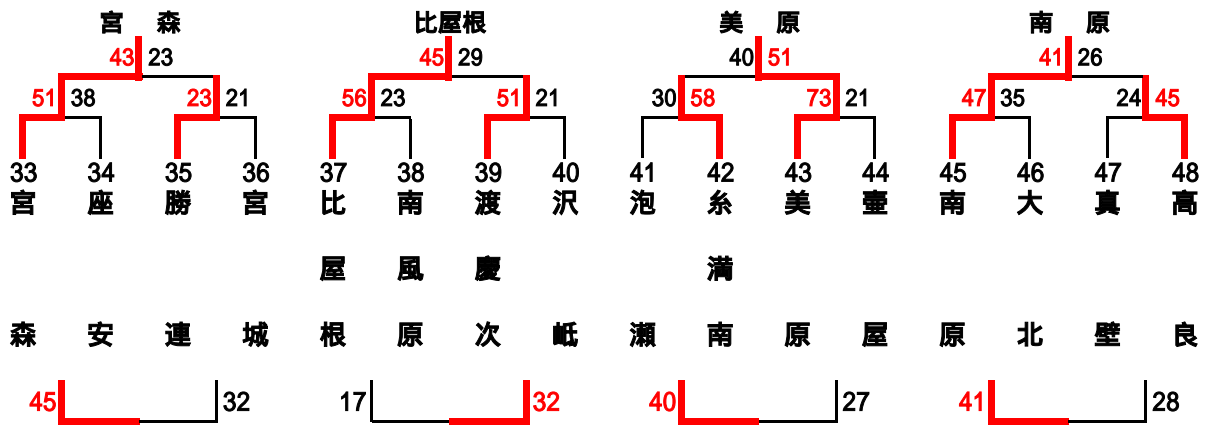 宮　森 比屋根 美　原 南　原
43 23 45 29 40 51 41 26
51 38 23 21 56 23 51 21 30 58 73 21 47 35 24 45
33 34 35 36 37 38 39 40 41 42 43 44 45 46 47 48
宮森
座安
勝連
宮城
比屋根
南風原
渡慶次
沢岻
泡瀬
糸満南
美原
壷屋
南原
大北
真壁
高良
45 32 17 32 40 27 41 28